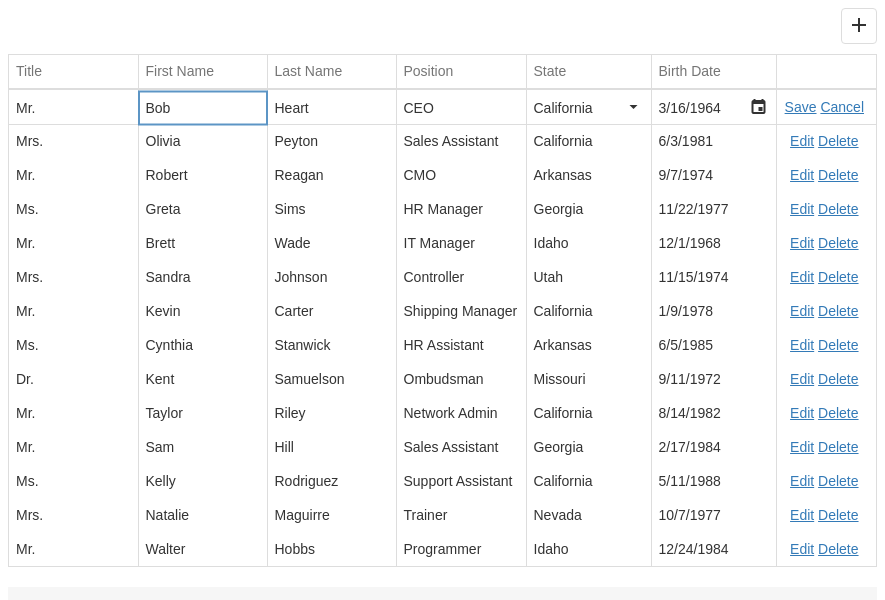 Title First Name Last Name Position State Birth Date
Mr. Bob Heart CEO California 3/16/1964 Save Cancel
Mrs. Olivia Peyton Sales Assistant California 6/3/1981 Edit Delete
Mr. Robert Reagan CMO Arkansas 9/7/1974 Edit Delete
Ms. Greta Sims HR Manager Georgia 11/22/1977 Edit Delete
Mr. Brett Wade IT Manager Idaho 12/1/1968 Edit Delete
Mrs. Sandra Johnson Controller Utah 11/15/1974 Edit Delete
Mr. Kevin Carter Shipping Manager California 1/9/1978 Edit Delete
Ms. Cynthia Stanwick HR Assistant Arkansas 6/5/1985 Edit Delete
Dr. Kent Samuelson Ombudsman Missouri 9/11/1972 Edit Delete
Mr. Taylor Riley Network Admin California 8/14/1982 Edit Delete
Mr. Sam Hill Sales Assistant Georgia 2/17/1984 Edit Delete
Ms. Kelly Rodriguez Support Assistant California 5/11/1988 Edit Delete
Mrs. Natalie Maguirre Trainer Nevada 10/7/1977 Edit Delete
Mr. Walter Hobbs Programmer Idaho 12/24/1984 Edit Delete